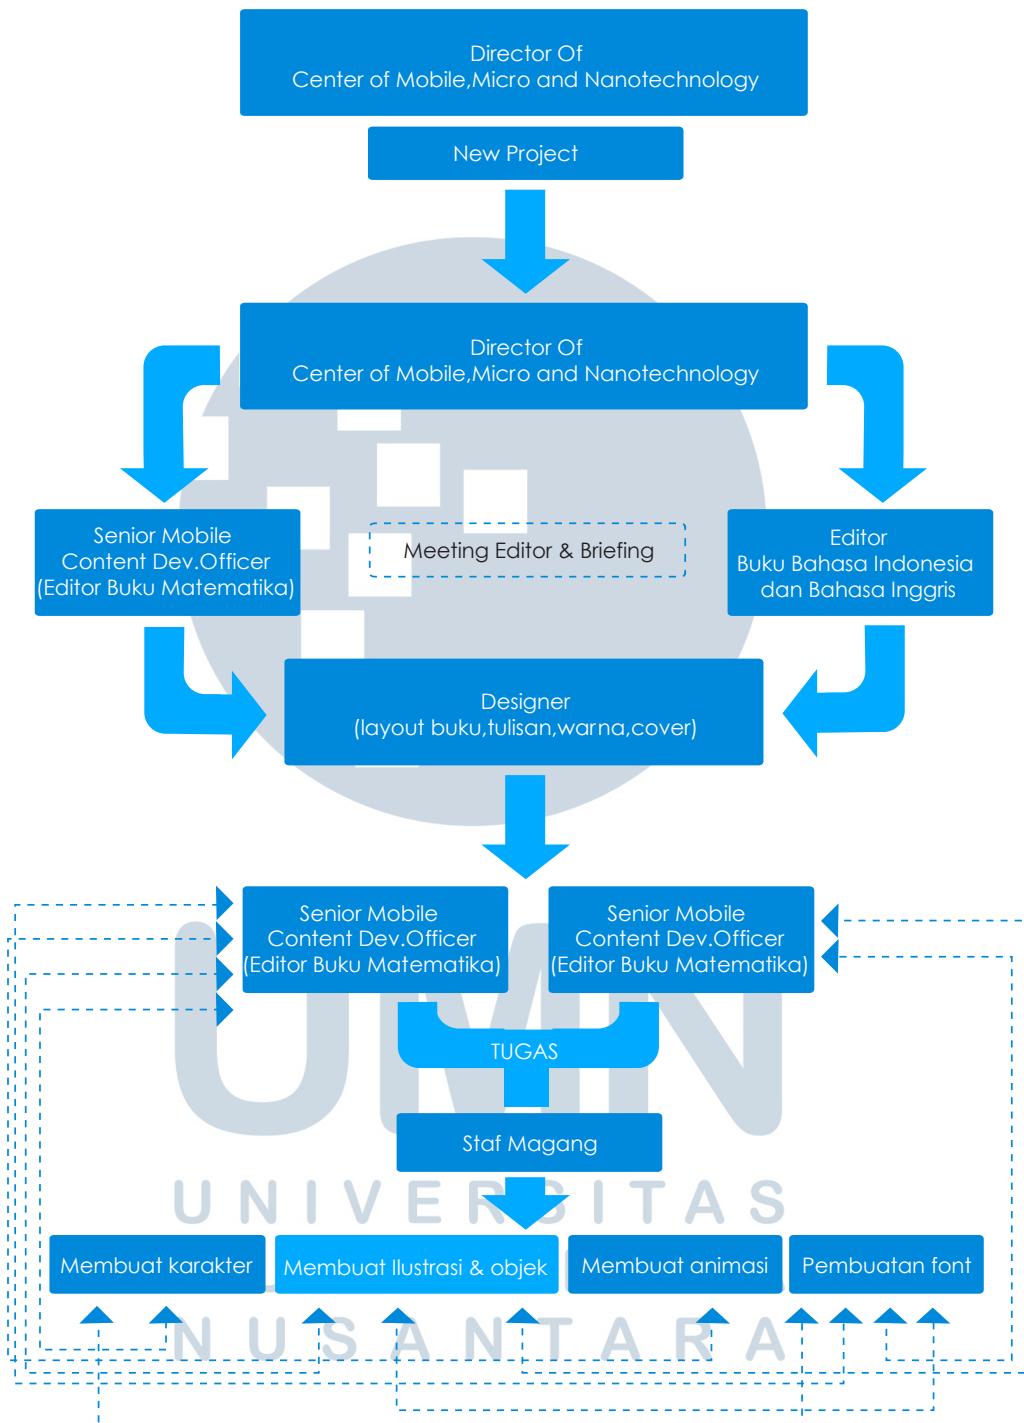 Director Of
Center of Mobile,Micro and Nanotechnology
New Project
Director Of
Center of Mobile,Micro and Nanotechnology
Senior Mobile
Content Dev.Officer
(Editor Buku Matematika)
Meeting Editor & Briefing
Editor
Buku Bahasa Indonesia
dan Bahasa Inggris
Designer
(layout buku,tulisan,warna,cover)
Senior Mobile
Content Dev.Officer
(Editor Buku Matematika)
Senior Mobile
Content Dev.Officer
(Editor Buku Matematika)
UMN
TUGAS
Staf Magang
UNIVERSITAS
Membuat karakter
Membuat Ilustrasi & objek
Membuat animasi
Pembuatan font
NUSANTARA